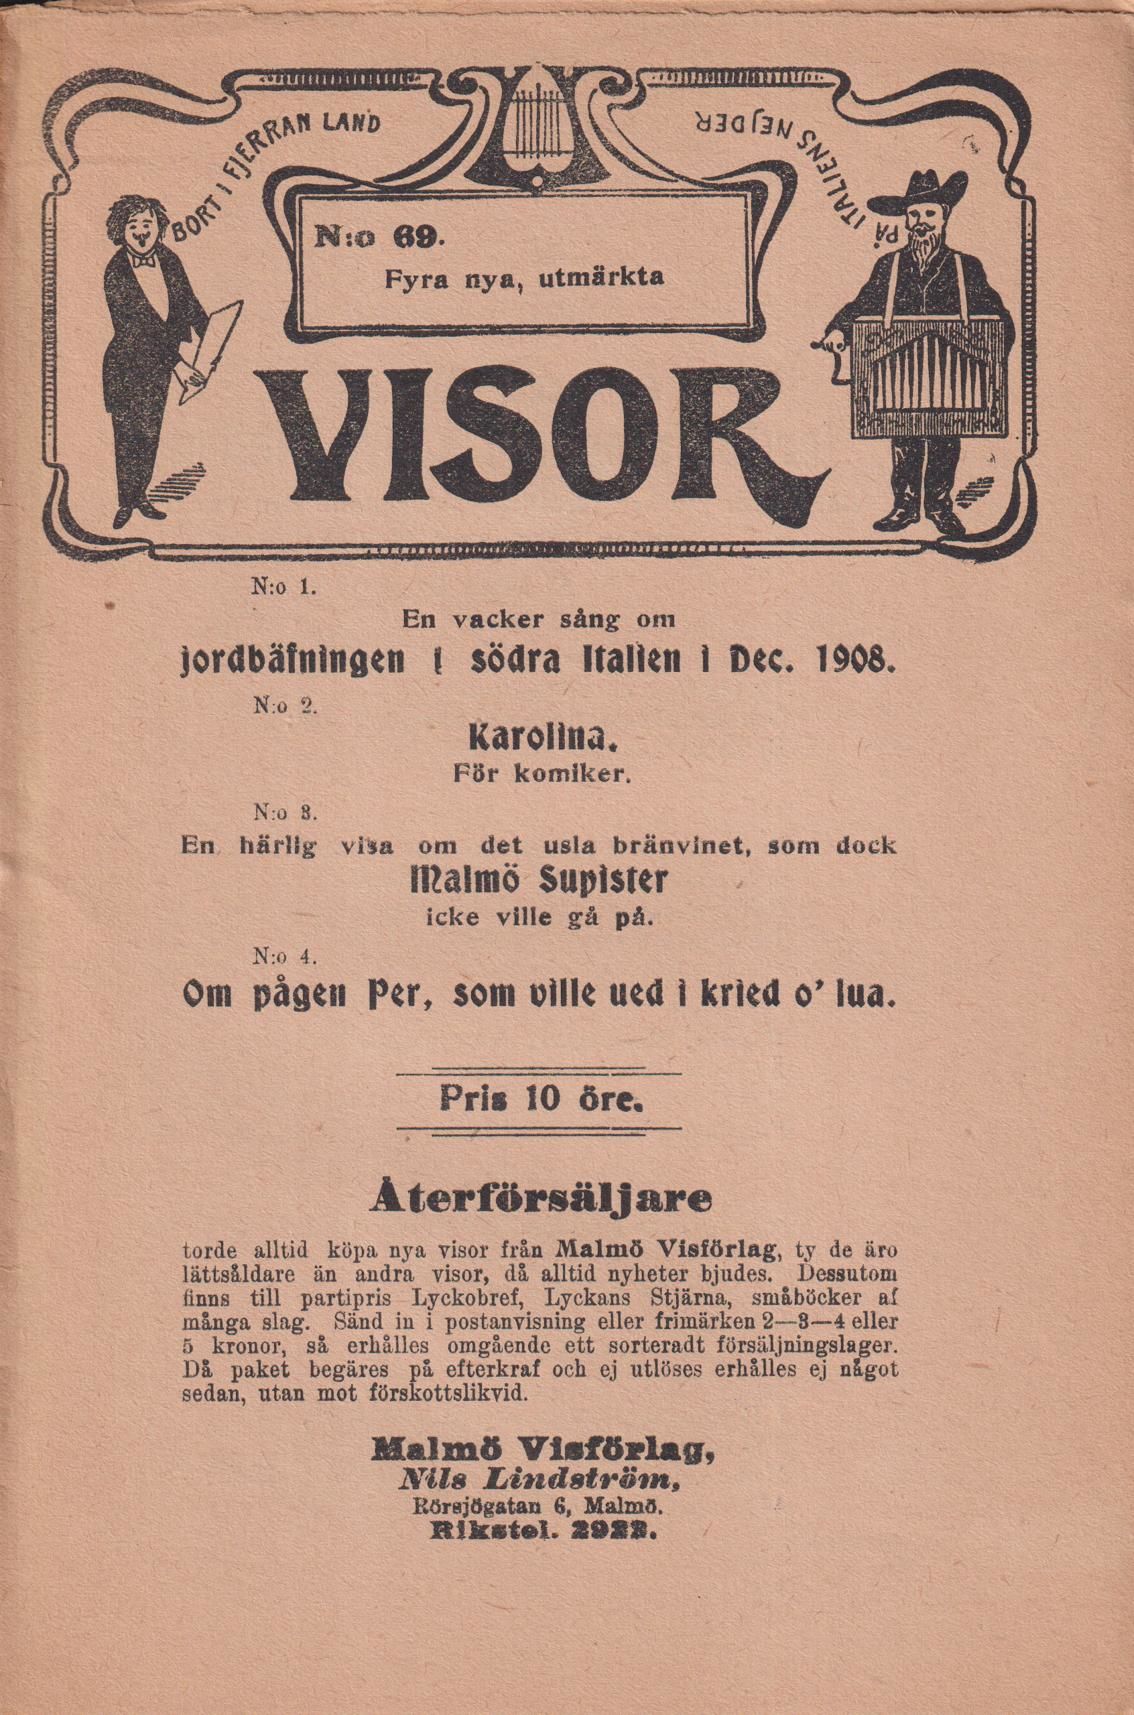 BORT I FJERRAN LAND
PÅ ITALIENS NEJDER
N:o 69.
Fyra nya, utmärkta
VISOR
N:o 1.
En vacker sång om
jordbäfningen i södra Italien i Dec. 1908.
N:o 2.
Karolina.
För komiker.
N:o 3.
En härlig visa om det usla bränvinet, som dock
Malmö Supister
icke ville gå på.
N:o 4.
Om pågen Per, som ville ued i kried o' lua.
Pris 10 öre.
Återförsäljare
torde alltid köpa nya visor från Malmö Visförlag, ty de äro
lättsåldare än andra visor, då alltid nyheter bjudes. Dessutom
finns till partipris Lyckobref, Lyckans Stjärna, småböcker af
många slag. Sänd in i postanvisning eller frimärken 2—3—4 eller
5 kronor, så erhålles omgående ett sorteradt försäljningslager.
Då paket begäres på efterkraf och ej utlöses erhålles ej något
sedan, utan mot förskottslikvid.
Malmö Visförlag,
Nils Lindström,
Rörsjögatan 6, Malmö.
Rikstel. 2922.